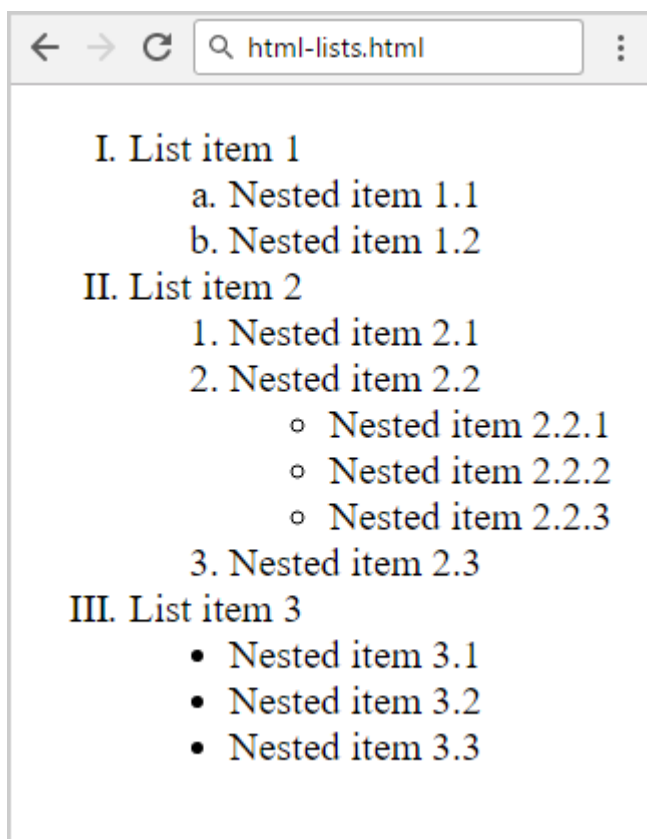 html-lists.html
I. List item 1
a. Nested item 1.1
b. Nested item 1.2
II. List item 2
1. Nested item 2.1
2. Nested item 2.2
Nested item 2.2.1
Nested item 2.2.2
Nested item 2.2.3
3. Nested item 2.3
III. List item 3
Nested item 3.1
Nested item 3.2
Nested item 3.3